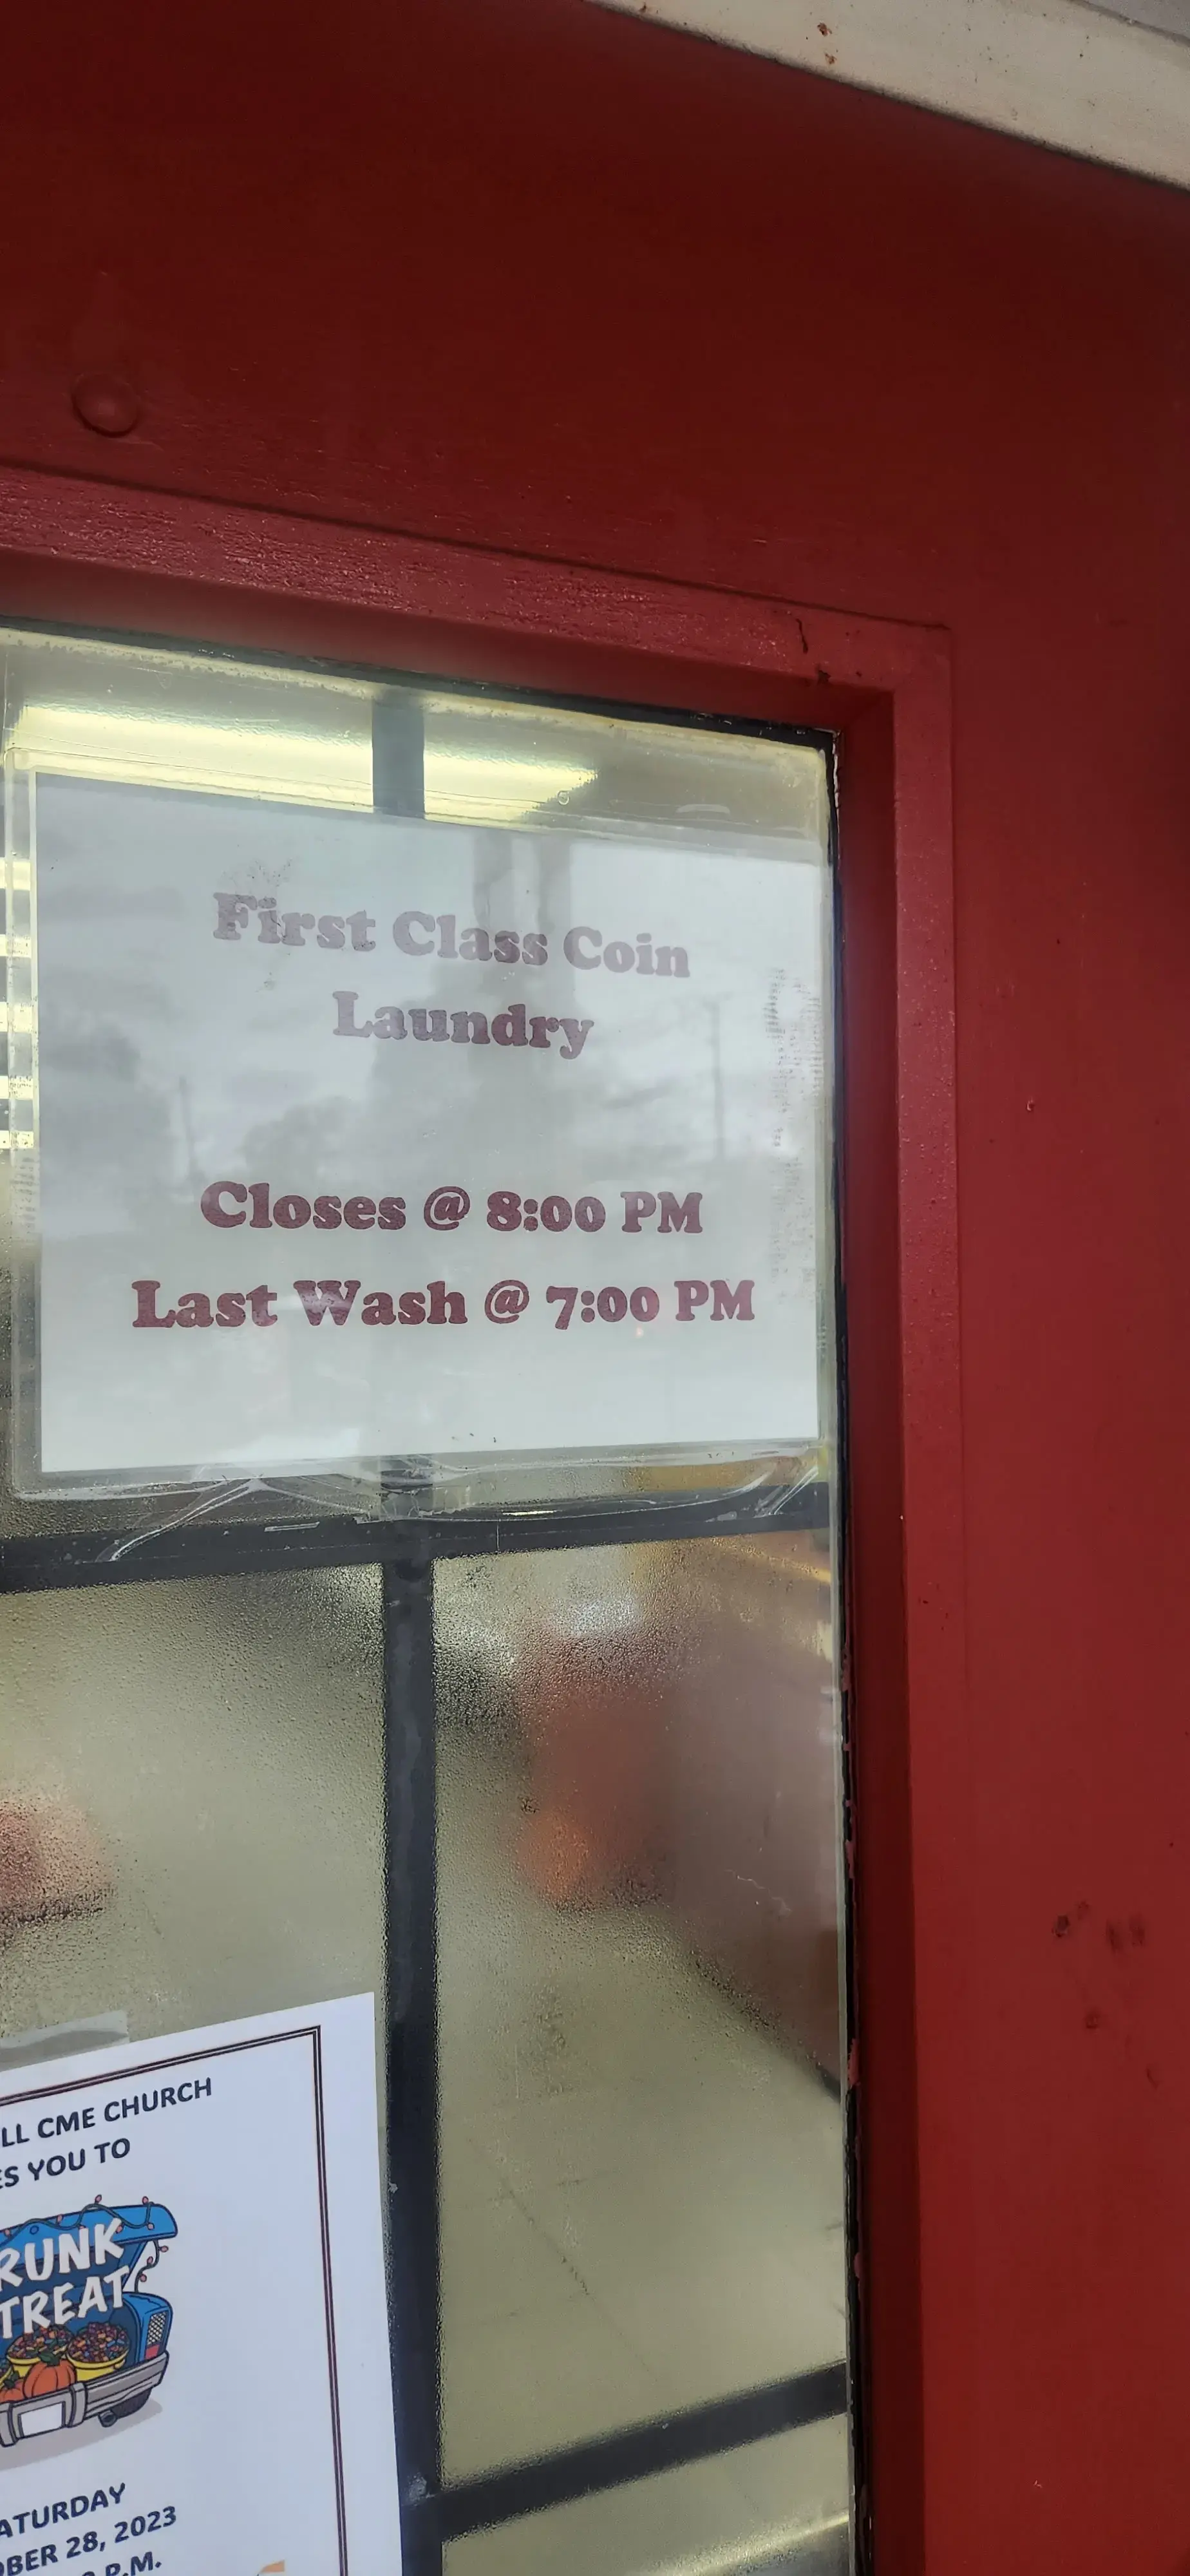 First Class Coin
Laundry
Closes @ 8:00 PM
Last Wash @ 7:00 PM
LL CME CHURCH
ES YOU TO
RUNK
TREAT
ATURDAY
OBER 28, 2023
P.M.